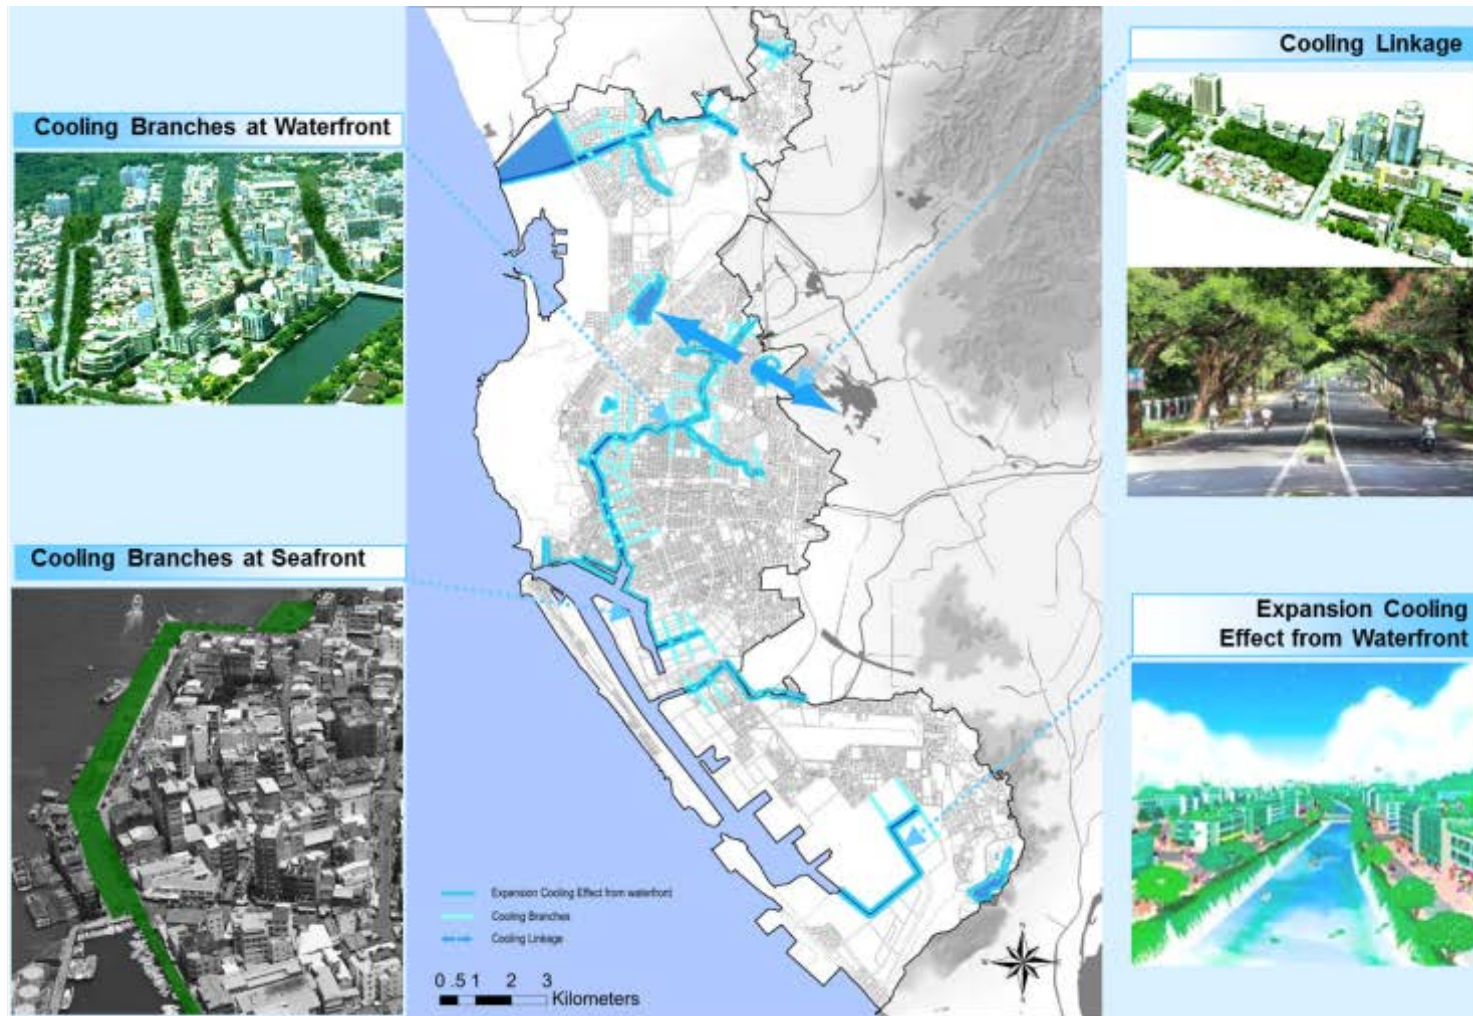 Cooling Linkage
Cooling Branches at Waterfront
Cooling Branches at Seafront
Expansion Cooling
Effect from Waterfront
Expansion Cooling Effect from waterfront
Cooling Branches
Cooling Linkage
0 .5 1 2 3
Kilometers